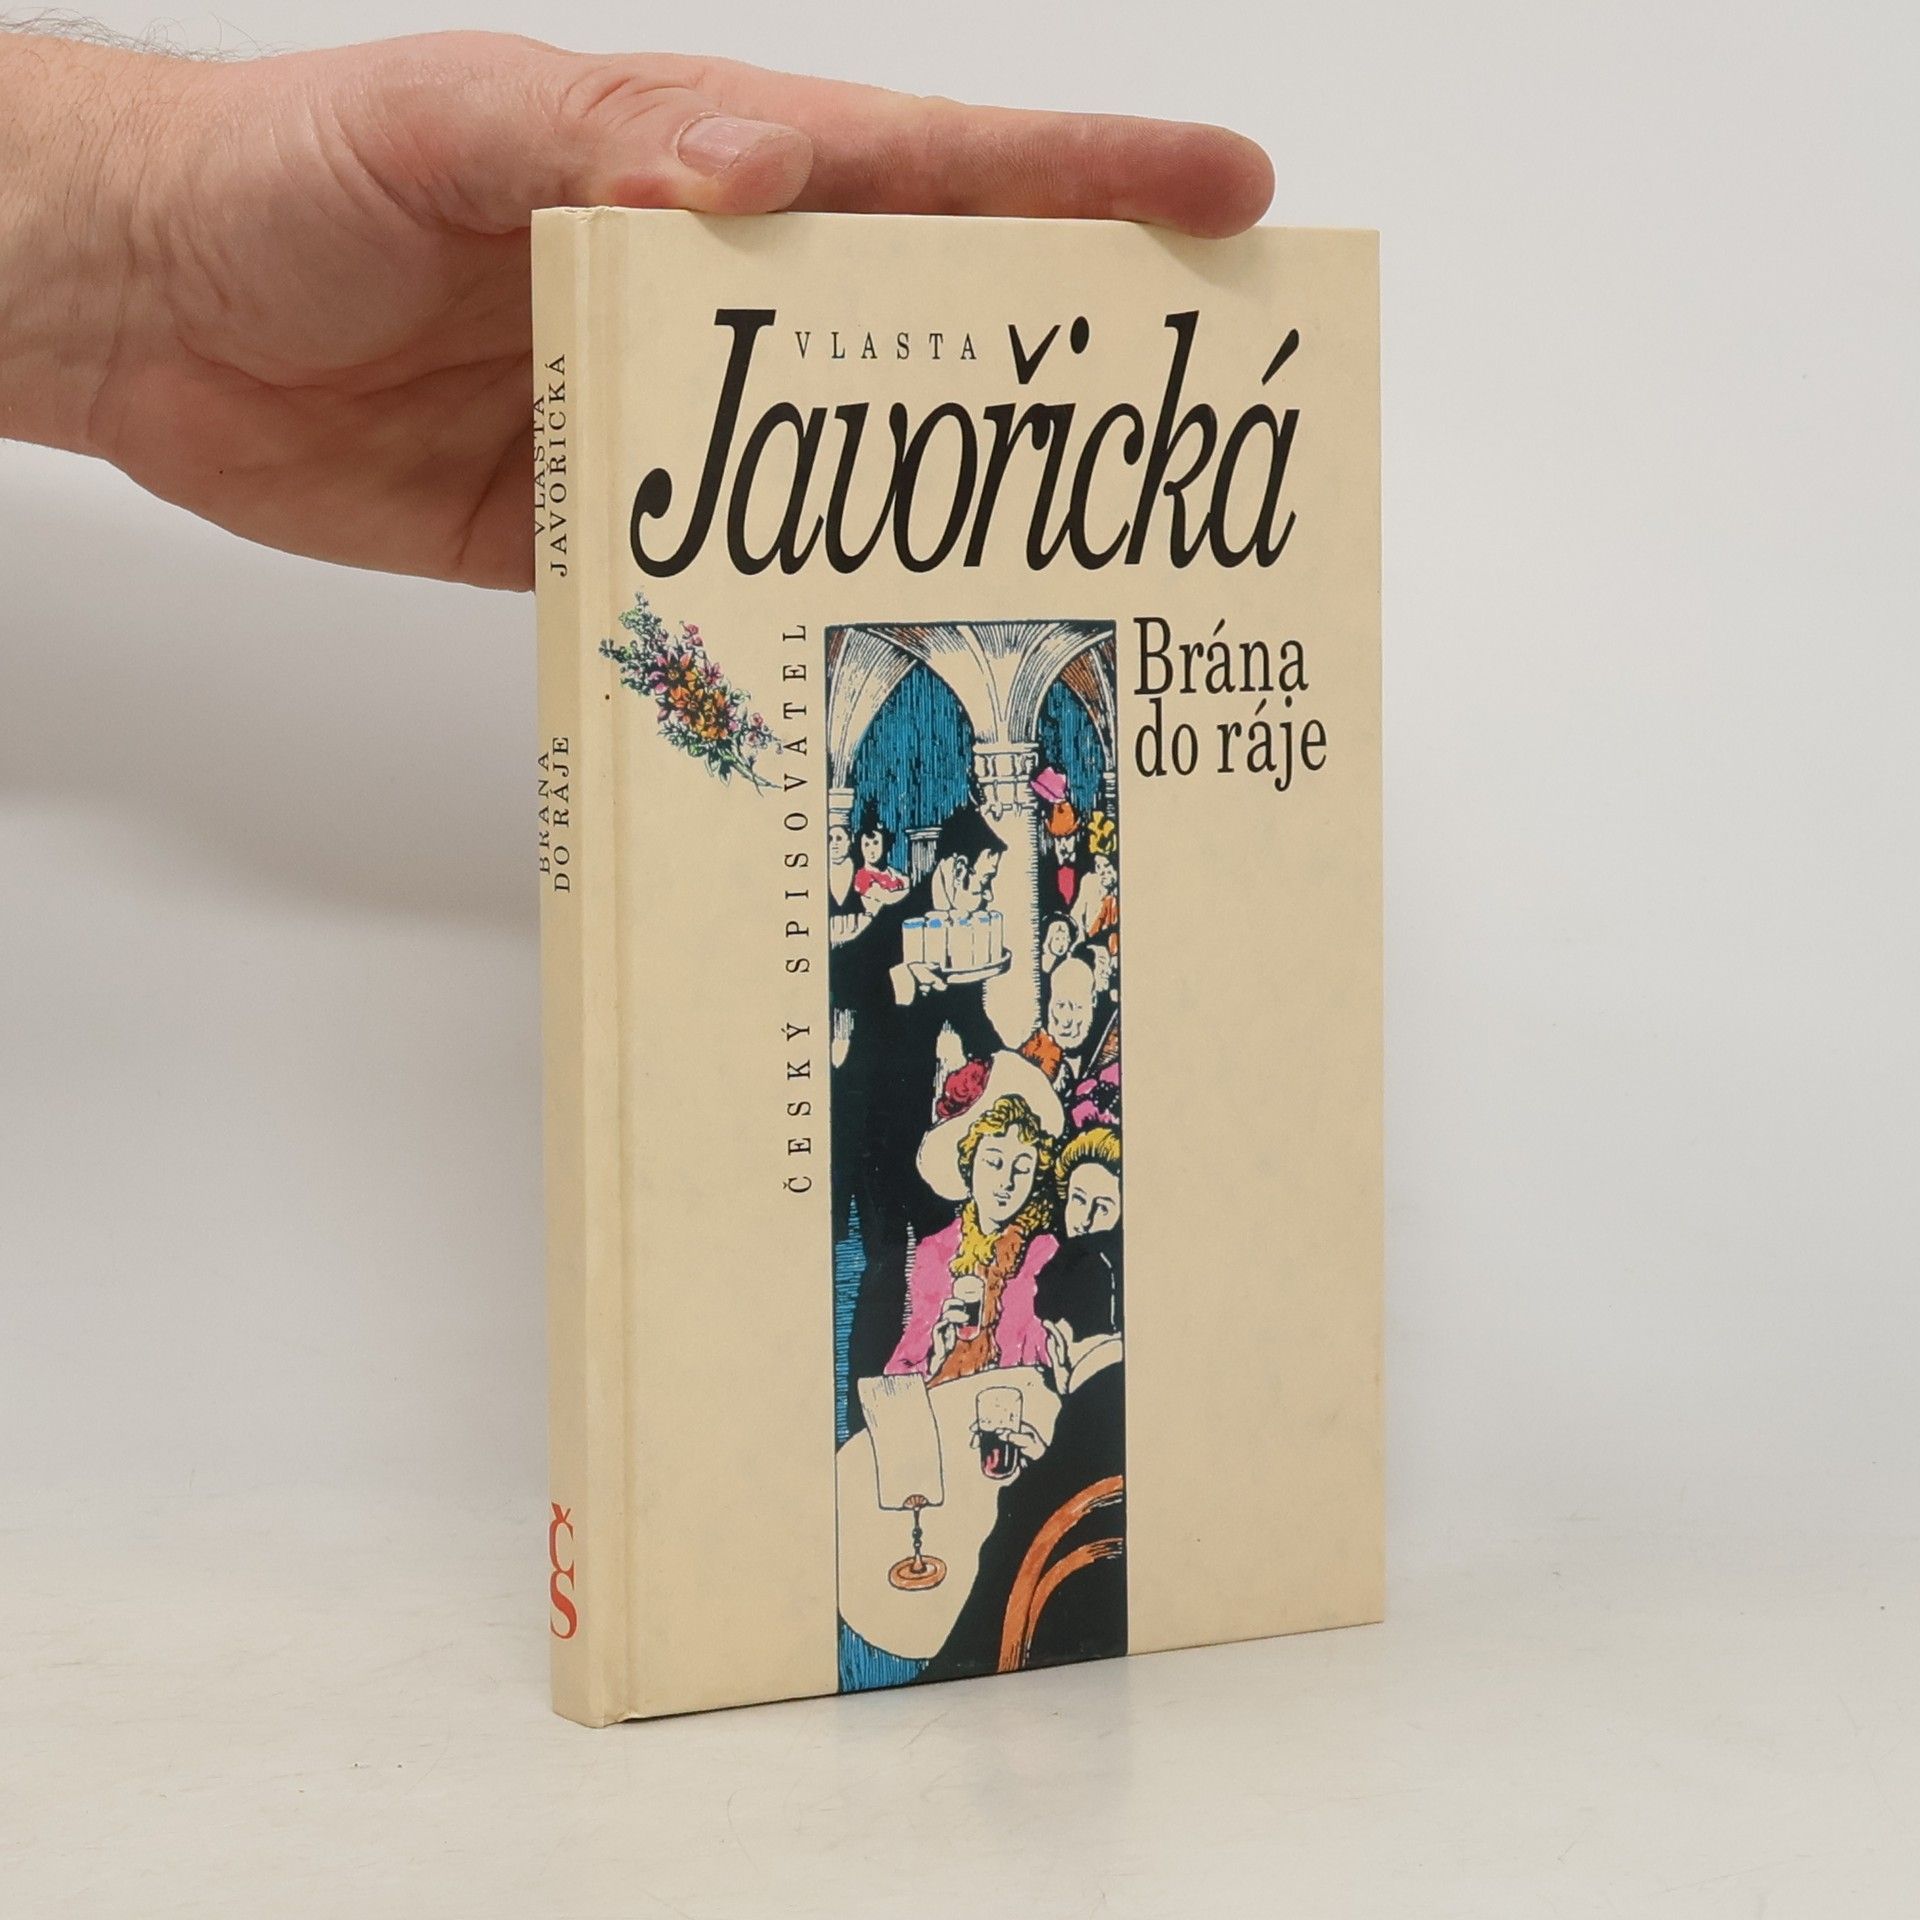 VLASTA
Javořická
Brána
do ráje
ČESKÝ SPISOVATEL
VLASTA
JAVOŘICKÁ
BRÁNA
DO RÁJE
ČS